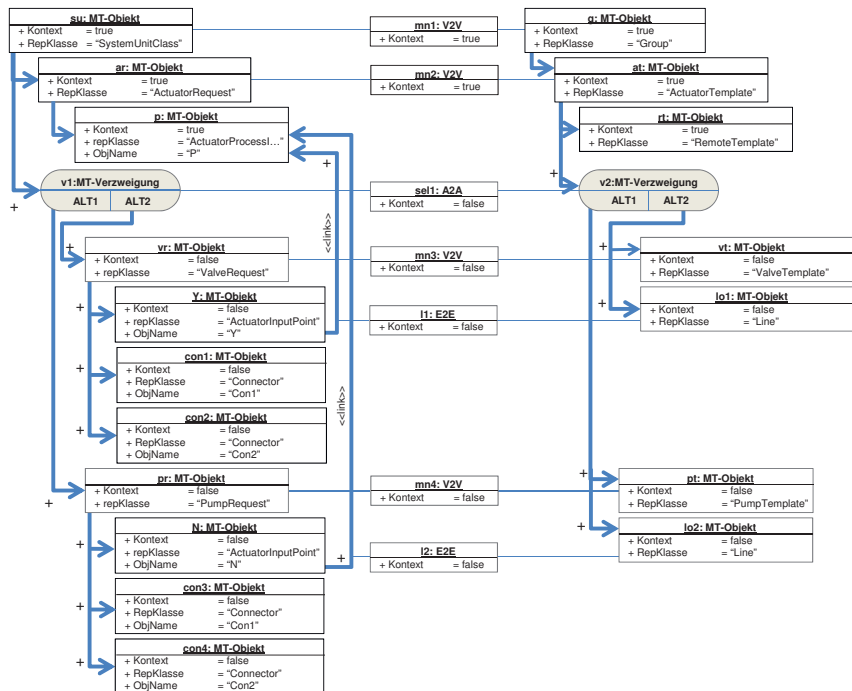 su: MT-Objekt
+ Kontext = true
+ RepKlasse = “SystemUnitClass”
mn1: V2V
+ Kontext = true
g: MT-Objekt
+ Kontext = true
+ RepKlasse = “Group”
ar: MT-Objekt
+ Kontext = true
+ RepKlasse = “ActuatorRequest”
mn2: V2V
+ Kontext = true
at: MT-Objekt
+ Kontext = true
+ RepKlasse = “ActuatorTemplate”
p: MT-Objekt
+ Kontext = true
+ repKlasse = “ActuatorProcessI...”
+ ObjName = “P”
rt: MT-Objekt
+ Kontext = true
+ RepKlasse = “RemoteTemplate”
+
v1:MT-Verzweigung
ALT1 ALT2
+
sel1: A2A
+ Kontext = false
v2:MT-Verzweigung
ALT1 ALT2
+
<<link>>
+
vr: MT-Objekt
+ Kontext = false
+ repKlasse = “ValveRequest”
mn3: V2V
+ Kontext = false
+
vt: MT-Objekt
+ Kontext = false
+ RepKlasse = “ValveTemplate”
+
Y: MT-Objekt
+ Kontext = false
+ repKlasse = “ActuatorInputPoint”
+ ObjName = “Y”
l1: E2E
+ Kontext = false
+
lo1: MT-Objekt
+ Kontext = false
+ RepKlasse = “Line”
+
con1: MT-Objekt
+ Kontext = false
+ RepKlasse = “Connector”
+ ObjName = “Con1”
<<link>>
+
con2: MT-Objekt
+ Kontext = false
+ RepKlasse = “Connector”
+ ObjName = “Con2”
+
pr: MT-Objekt
+ Kontext = false
+ repKlasse = “PumpRequest”
mn4: V2V
+ Kontext = false
+
pt: MT-Objekt
+ Kontext = false
+ RepKlasse = “PumpTemplate”
+
N: MT-Objekt
+ Kontext = false
+ repKlasse = “ActuatorInputPoint”
+ ObjName = “N”
+
l2: E2E
+ Kontext = false
+
lo2: MT-Objekt
+ Kontext = false
+ RepKlasse = “Line”
+
con3: MT-Objekt
+ Kontext = false
+ RepKlasse = “Connector”
+ ObjName = “Con1”
+
con4: MT-Objekt
+ Kontext = false
+ RepKlasse = “Connector”
+ ObjName = “Con2”